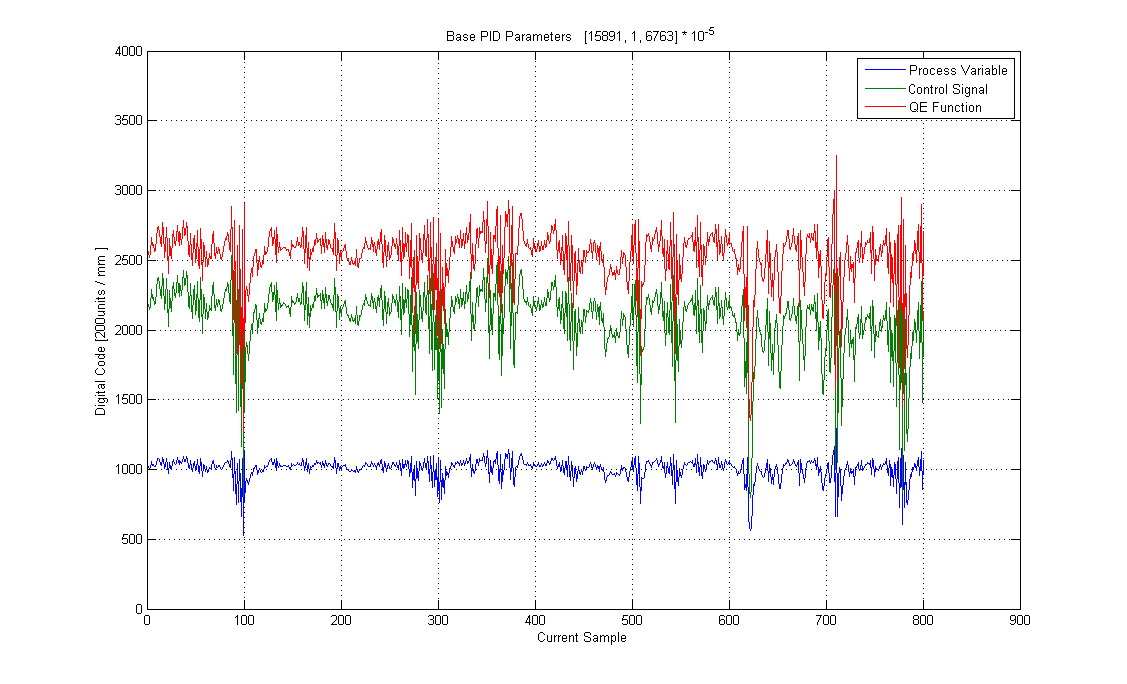 Base PID Parameters [15891, 1, 6763] * 10-5
4000
3500
3000
2500
2000
1500
1000
500
0
Digital Code [200units / mm ]
Process Variable
Control Signal
QE Function
0 100 200 300 400 500 600 700 800 900
Current Sample